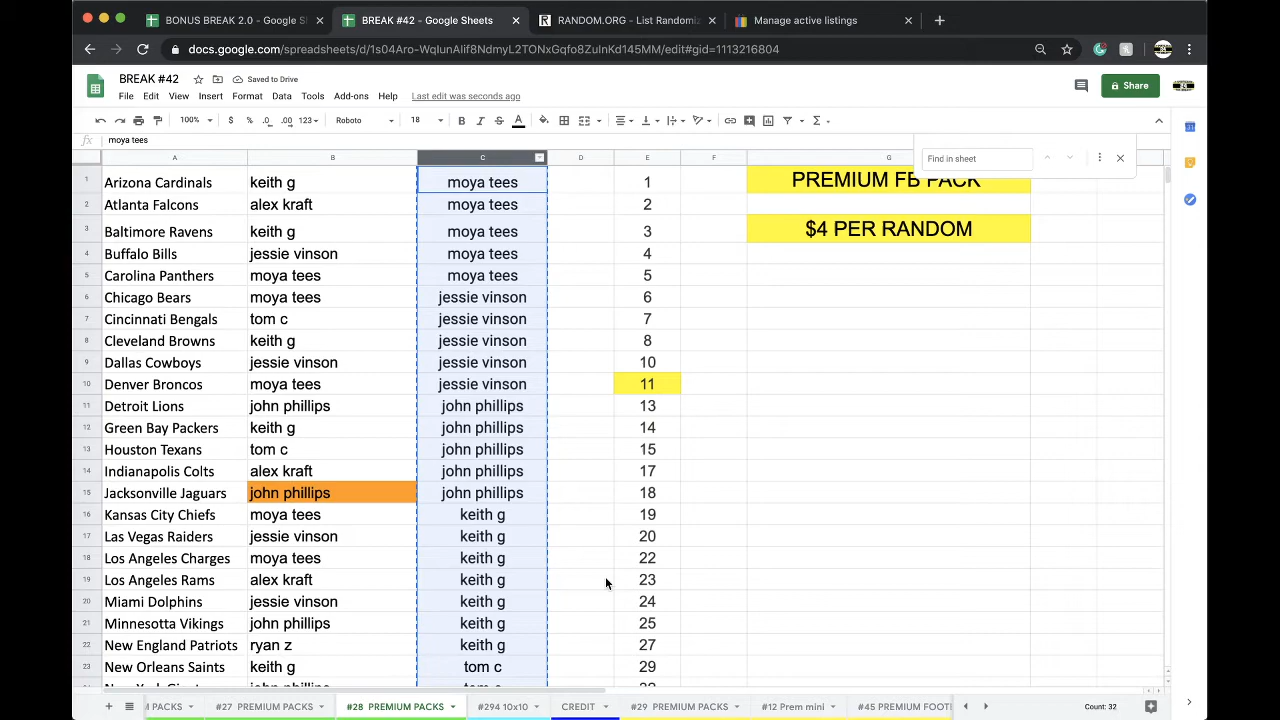 BONUS BREAK 2.0 - Google S × BREAK #42 - Google Sheets × RANDOM.ORG - List Randomi × Manage active listings × +
docs.google.com/spreadsheets/d/1s04Aro-WqlunAlif8NdmyL2TONxGqfo8ZuInKd145MM/edit#gid=1113216804
BREAK #42 Saved to Drive
File Edit View Insert Format Data Tools Add-ons Help Last edit was seconds ago
Share
100% $ % .0 .00 123 Roboto 18 B I S A
fx moya tees
Find in sheet
A B C D E F G
1 Arizona Cardinals keith g moya tees 1 PREMIUM FB PACK
2 Atlanta Falcons alex kraft moya tees 2
3 Baltimore Ravens keith g moya tees 3 $4 PER RANDOM
4 Buffalo Bills jessie vinson moya tees 4
5 Carolina Panthers moya tees moya tees 5
6 Chicago Bears moya tees jessie vinson 6
7 Cincinnati Bengals tom c jessie vinson 7
8 Cleveland Browns keith g jessie vinson 8
9 Dallas Cowboys jessie vinson jessie vinson 10
10 Denver Broncos moya tees jessie vinson 11
11 Detroit Lions john phillips john phillips 13
12 Green Bay Packers keith g john phillips 14
13 Houston Texans tom c john phillips 15
14 Indianapolis Colts alex kraft john phillips 17
15 Jacksonville Jaguars john phillips john phillips 18
16 Kansas City Chiefs moya tees keith g 19
17 Las Vegas Raiders jessie vinson keith g 20
18 Los Angeles Charges moya tees keith g 22
19 Los Angeles Rams alex kraft keith g 23
20 Miami Dolphins jessie vinson keith g 24
21 Minnesotta Vikings john phillips keith g 25
22 New England Patriots ryan z keith g 27
23 New Orleans Saints keith g tom c 29
M PACKS #27 PREMIUM PACKS #28 PREMIUM PACKS #294 10x10 CREDIT #29 PREMIUM PACKS #12 Prem mini #45 PREMIUM FOOTI Count: 32